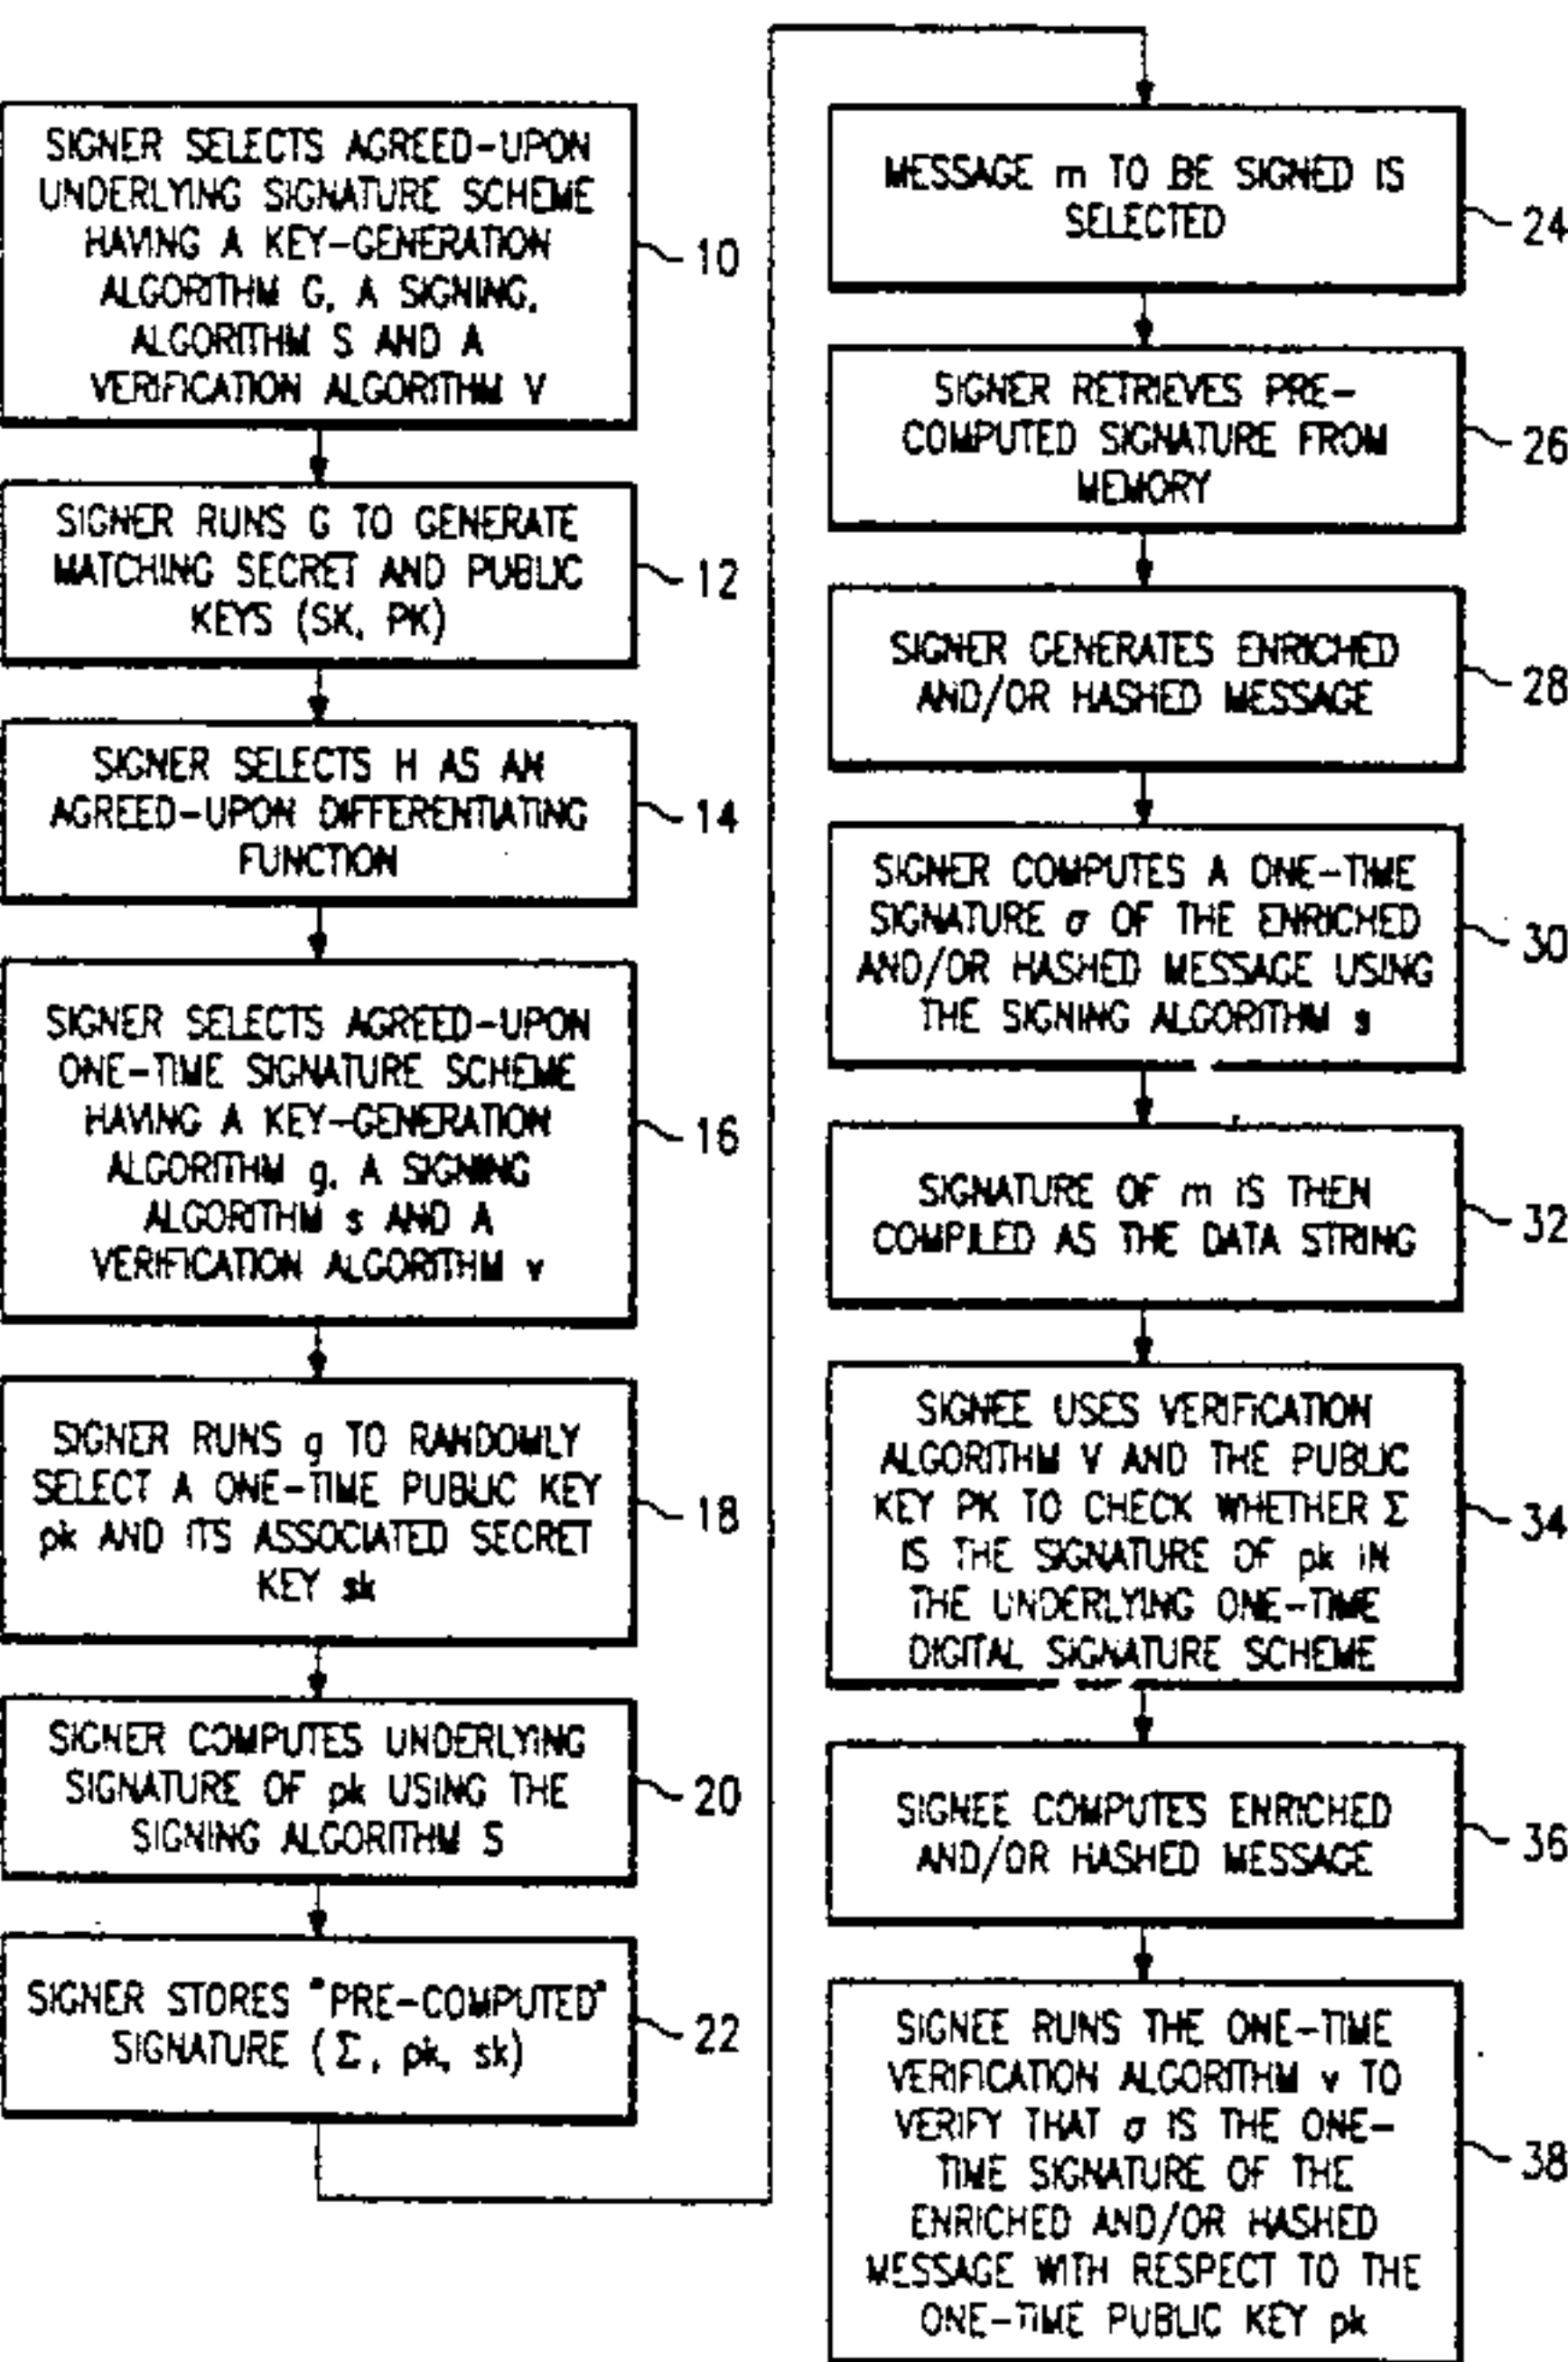 SIGNER SELECTS AGREED-UPON
UNDERLYING SIGNATURE SCHEME
HAVING A KEY-GENERATION
ALGORITHM G, A SIGNING,
ALGORITHM S AND A
VERIFICATION ALGORITHM V
10
SIGNER RUNS G TO GENERATE
MATCHING SECRET AND PUBLIC
KEYS (SK, PK)
12
SIGNER SELECTS H AS AN
AGREED-UPON DIFFERENTIATING
FUNCTION
14
SIGNER SELECTS AGREED-UPON
ONE-TIME SIGNATURE SCHEME
HAVING A KEY-GENERATION
ALGORITHM g, A SIGNING
ALGORITHM s AND A
VERIFICATION ALGORITHM v
16
SIGNER RUNS g TO RANDOMLY
SELECT A ONE-TIME PUBLIC KEY
pk AND ITS ASSOCIATED SECRET
KEY sk
18
SIGNER COMPUTES UNDERLYING
SIGNATURE OF pk USING THE
SIGNING ALGORITHM S
20
SIGNER STORES "PRE-COMPUTED"
SIGNATURE (Σ, pk, sk)
22
MESSAGE m TO BE SIGNED IS
SELECTED
24
SIGNER RETRIEVES PRE-
COMPUTED SIGNATURE FROM
MEMORY
26
SIGNER GENERATES ENRICHED
AND/OR HASHED MESSAGE
28
SIGNER COMPUTES A ONE-TIME
SIGNATURE σ OF THE ENRICHED
AND/OR HASHED MESSAGE USING
THE SIGNING ALGORITHM s
30
SIGNATURE OF m IS THEN
COMPILED AS THE DATA STRING
32
SIGNEE USES VERIFICATION
ALGORITHM V AND THE PUBLIC
KEY PK TO CHECK WHETHER Σ
IS THE SIGNATURE OF pk IN
THE UNDERLYING ONE-TIME
DIGITAL SIGNATURE SCHEME
34
SIGNEE COMPUTES ENRICHED
AND/OR HASHED MESSAGE
36
SIGNEE RUNS THE ONE-TIME
VERIFICATION ALGORITHM v TO
VERIFY THAT σ IS THE ONE-
TIME SIGNATURE OF THE
ENRICHED AND/OR HASHED
MESSAGE WITH RESPECT TO THE
ONE-TIME PUBLIC KEY pk
38